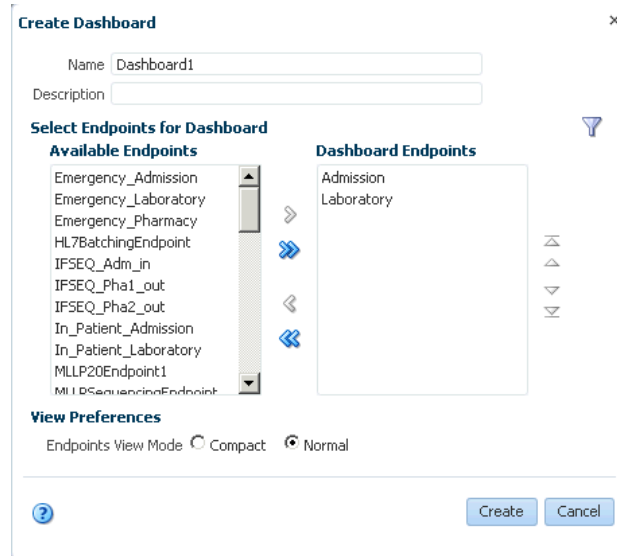 Create Dashboard
Name Dashboard1
Description
Select Endpoints for Dashboard
Available Endpoints
Emergency_Admission
Emergency_Laboratory
Emergency_Pharmacy
HL7BatchingEndpoint
IFSEQ_Adm_in
IFSEQ_Pha1_out
IFSEQ_Pha2_out
In_Patient_Admission
In_Patient_Laboratory
MLLP20Endpoint1
MLLPSequencingEndpoint
Dashboard Endpoints
Admission
Laboratory
View Preferences
Endpoints View Mode Compact Normal
Create Cancel